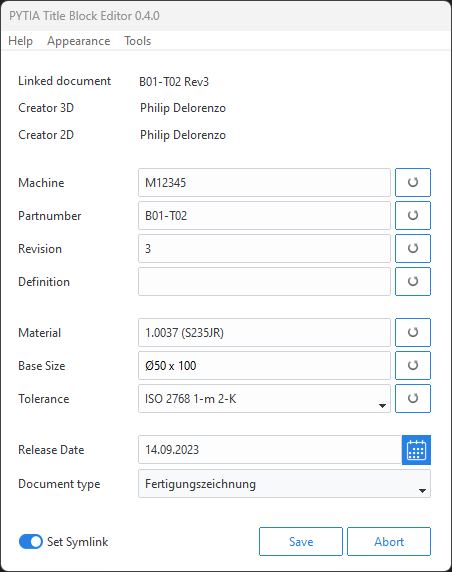 PYTIA Title Block Editor 0.4.0
Help Appearance Tools
Linked document B01-T02 Rev3
Creator 3D Philip Delorenzo
Creator 2D Philip Delorenzo
Machine M12345
Partnumber B01-T02
Revision 3
Definition
Material 1.0037 (S235JR)
Base Size Ø50 x 100
Tolerance ISO 2768 1-m 2-K
Release Date 14.09.2023
Document type Fertigungszeichnung
Set Symlink Save Abort